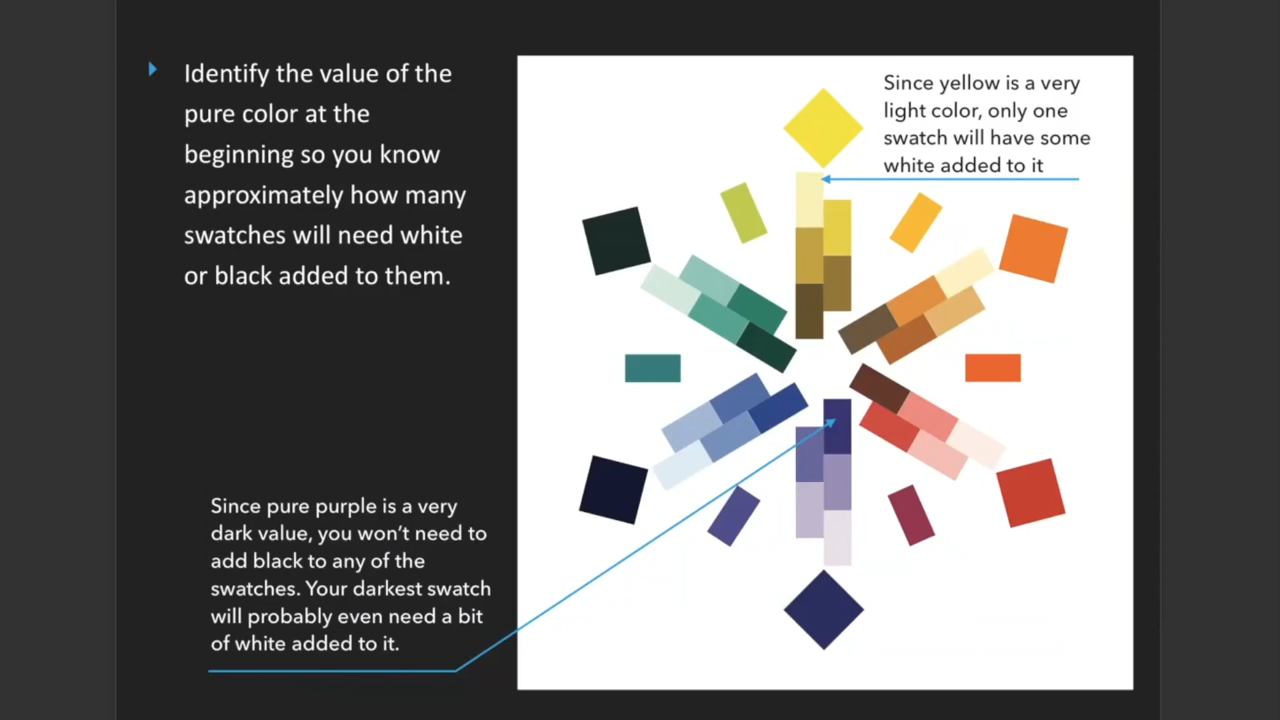 Identify the value of the
pure color at the
beginning so you know
approximately how many
swatches will need white
or black added to them.
Since yellow is a very
light color, only one
swatch will have some
white added to it
Since pure purple is a very
dark value, you won’t need to
add black to any of the
swatches. Your darkest swatch
will probably even need a bit
of white added to it.